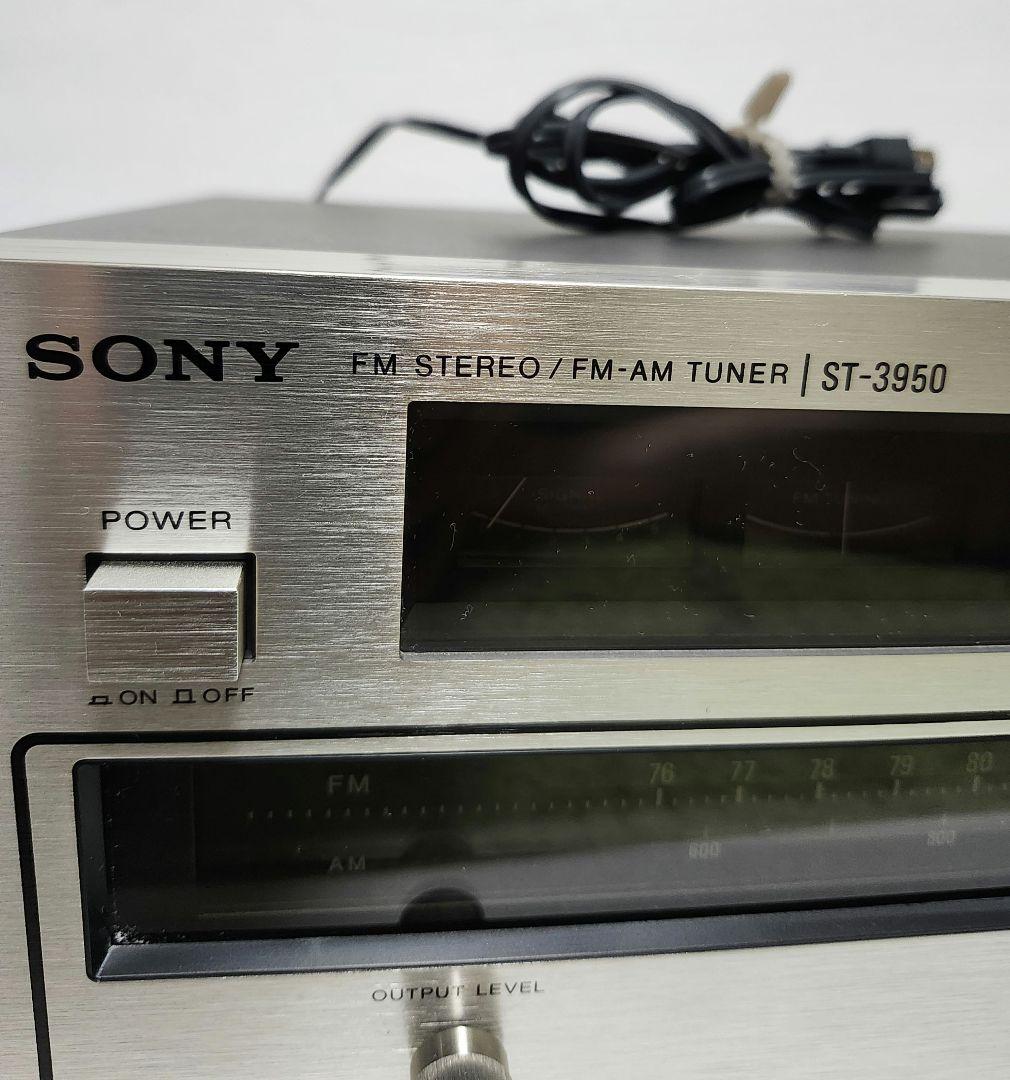 SONY FM STEREO / FM-AM TUNER | ST-3950
POWER
ON OFF
FM 76 77 78 79 80
AM 600 800
OUTPUT LEVEL